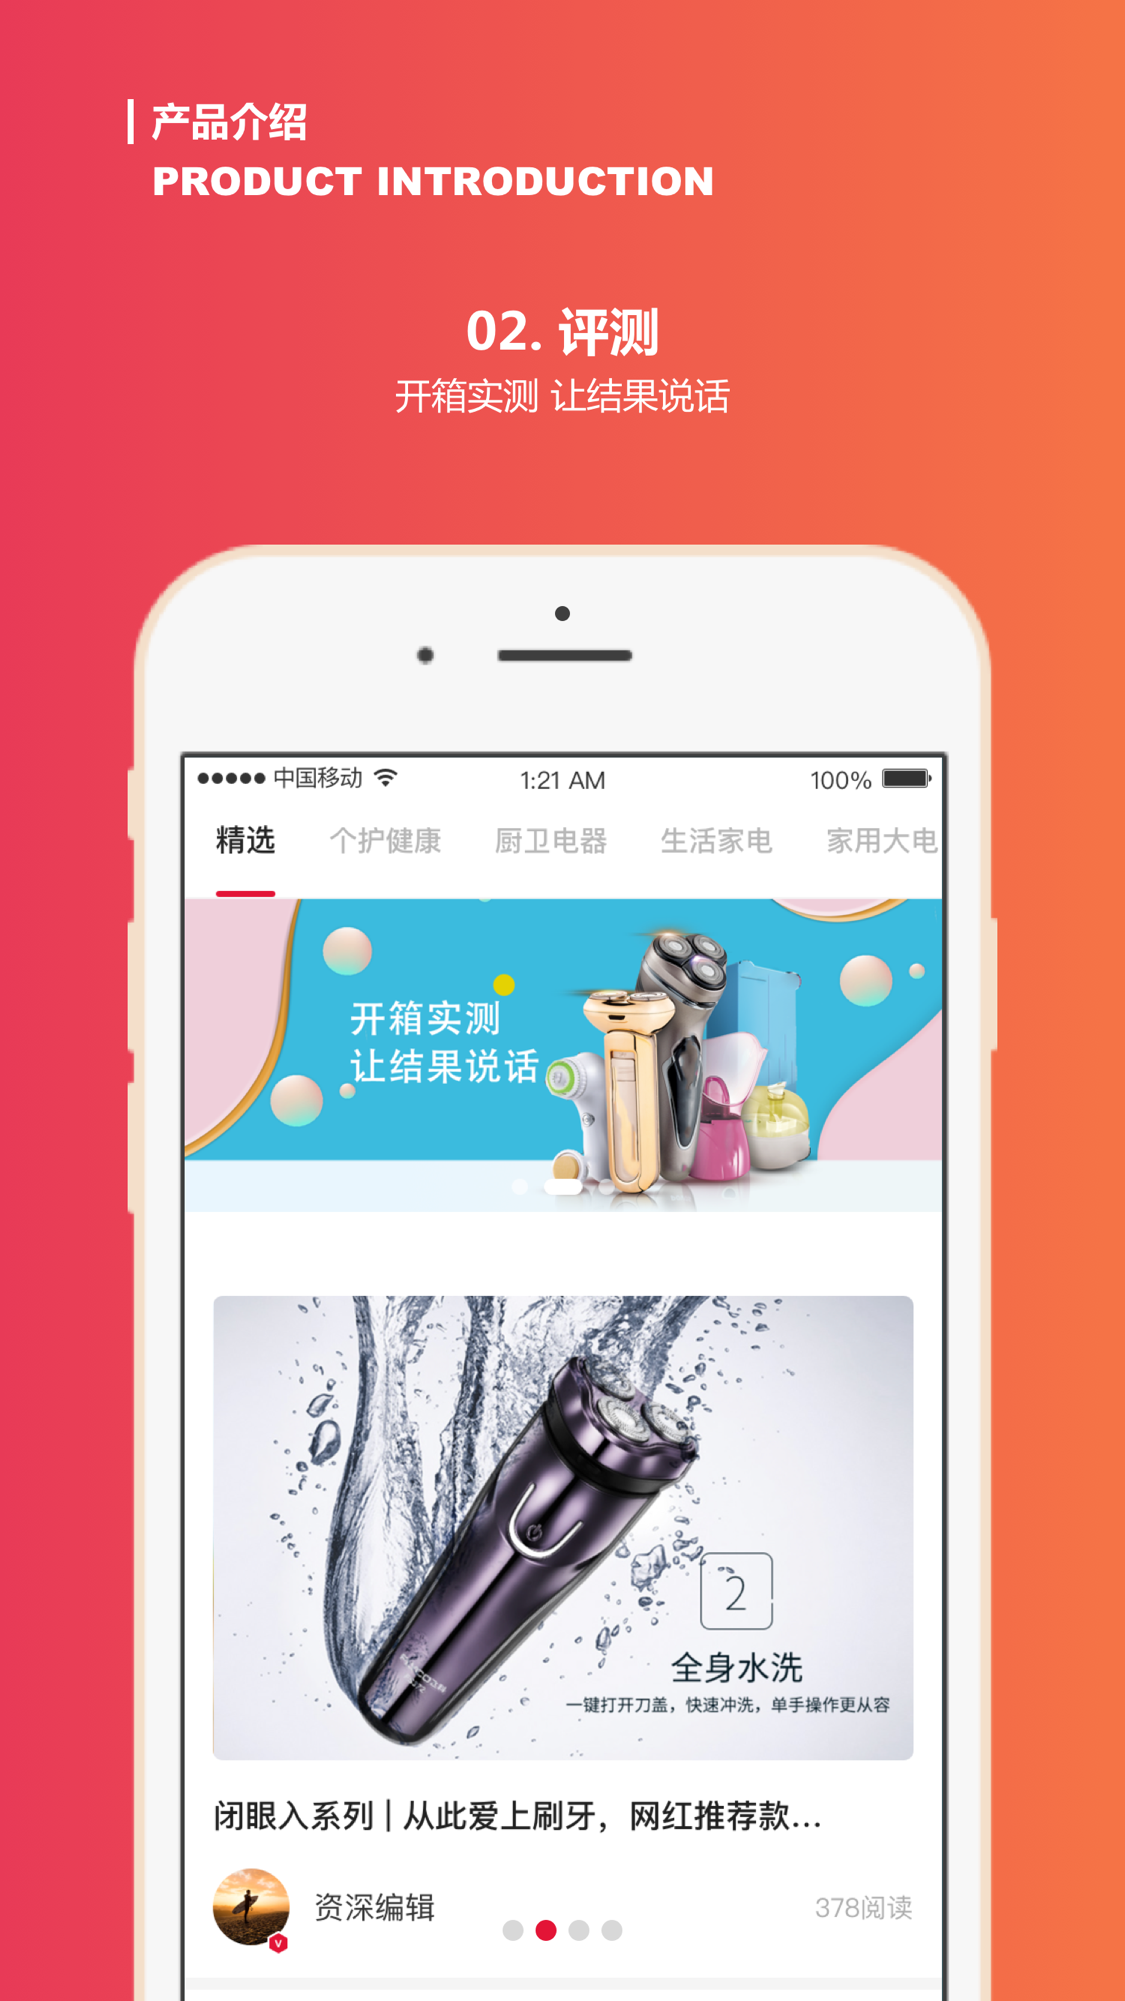 产品介绍
PRODUCT INTRODUCTION
02. 评测
开箱实测 让结果说话
中国移动 1:21 AM 100%
精选 个护健康 厨卫电器 生活家电 家用大电
开箱实测
让结果说话
2
全身水洗
一键打开刀盖，快速冲洗，单手操作更从容
闭眼入系列 | 从此爱上刷牙，网红推荐款...
资深编辑 378阅读
V